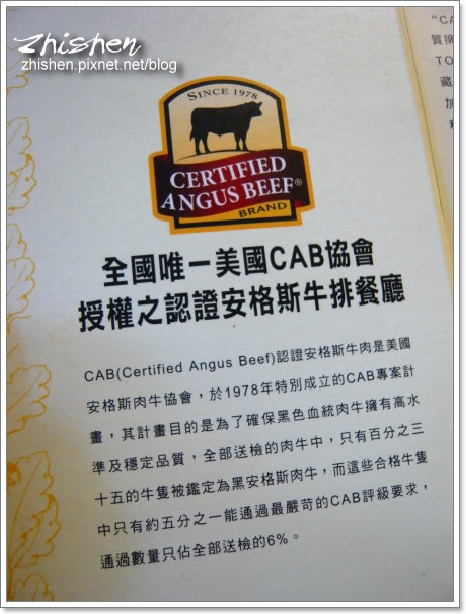 Zhishen
zhishen.pixnet.net/blog
SINCE 1978
CERTIFIED
ANGUS BEEF®
BRAND
全國唯一美國CAB協會
授權之認證安格斯牛排餐廳
CAB(Certified Angus Beef)認證安格斯牛肉是美國
安格斯肉牛協會，於1978年特別成立的CAB專案計
畫，其計畫目的是為了確保黑色血統肉牛擁有高水
準及穩定品質，全部送檢的肉牛中，只有百分之三
十五的牛隻被鑑定為黑安格斯肉牛，而這些合格牛隻
中只有約五分之一能通過最嚴苛的CAB評級要求，
通過數量只佔全部送檢的6%。
“CA
質擁
TO
藏
加